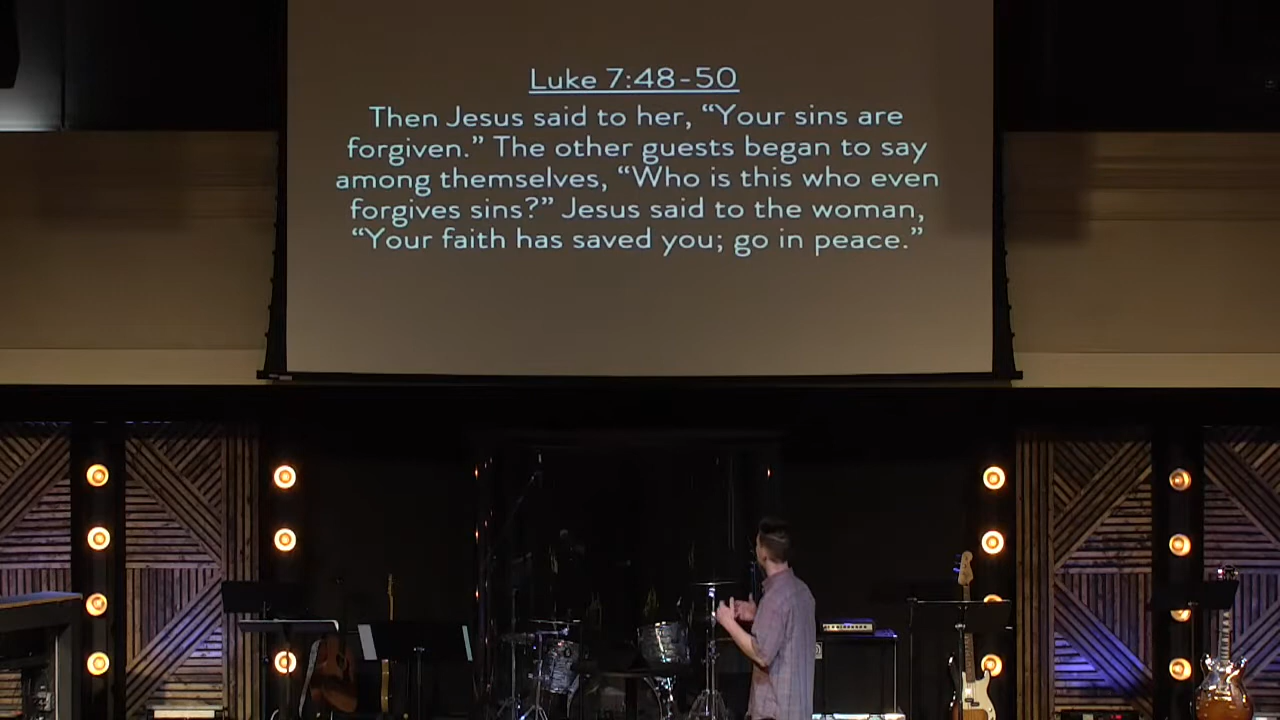 Luke 7:48-50
Then Jesus said to her, “Your sins are
forgiven.” The other guests began to say
among themselves, “Who is this who even
forgives sins?” Jesus said to the woman,
“Your faith has saved you; go in peace.”